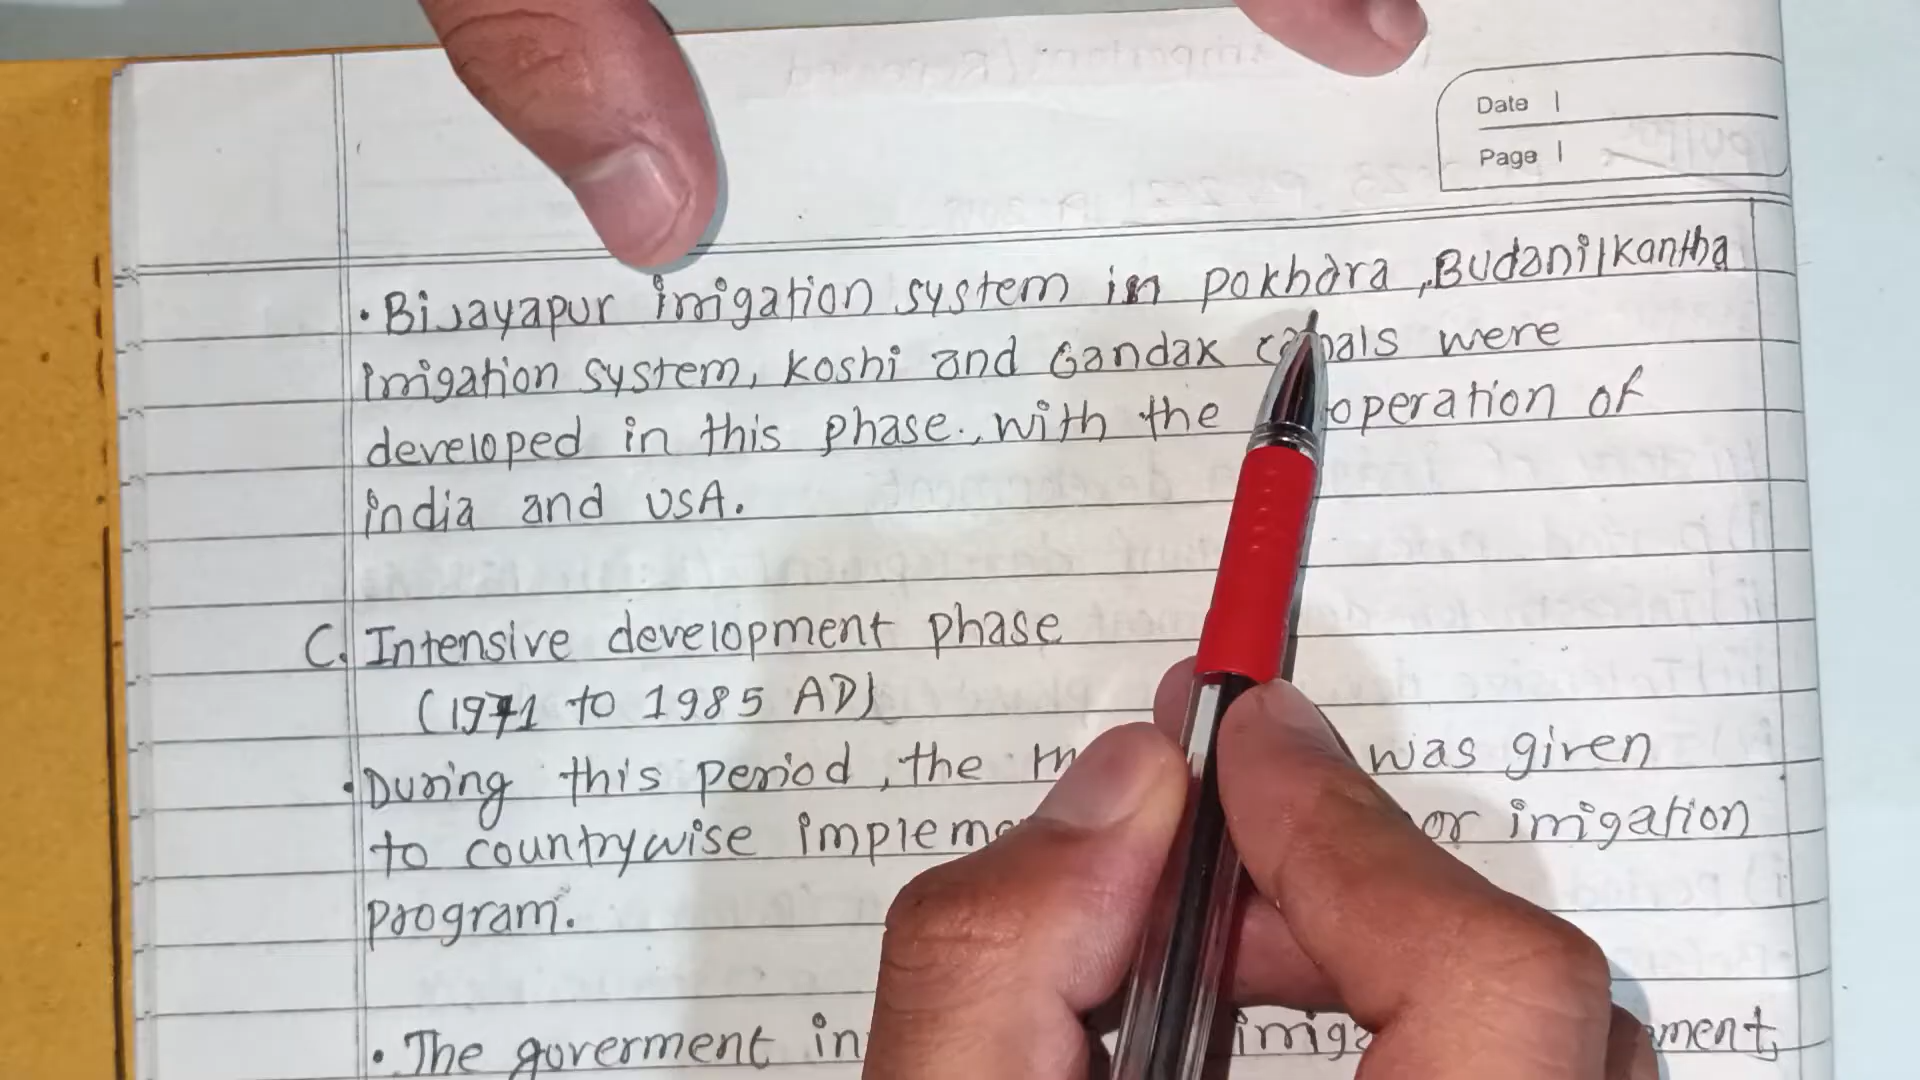 Date
Page
• Bijayapur irrigation system in pokhara, Budanilkantha
irrigation system, koshi and Gandak canals were
developed in this phase., with the operation of
india and USA.
C. Intensive development phase
(1971 to 1985 AD)
• During this period, the was given
to countrywise or irrigation
program.
• The goverment